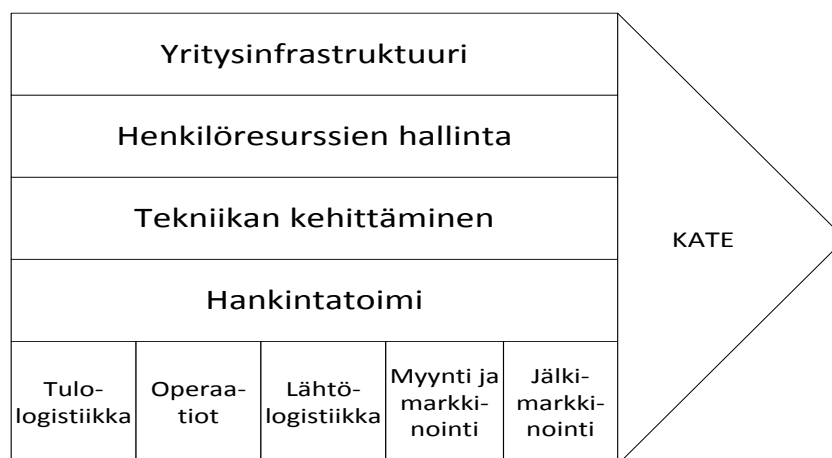 Yritysinfrastruktuuri
Henkilöresurssien hallinta
Tekniikan kehittäminen
KATE
Hankintatoimi
Tulo-
logistiikka
Operaa-
tiot
Lähtö-
logistiikka
Myynti ja
markki-
nointi
Jälki-
markki-
nointi